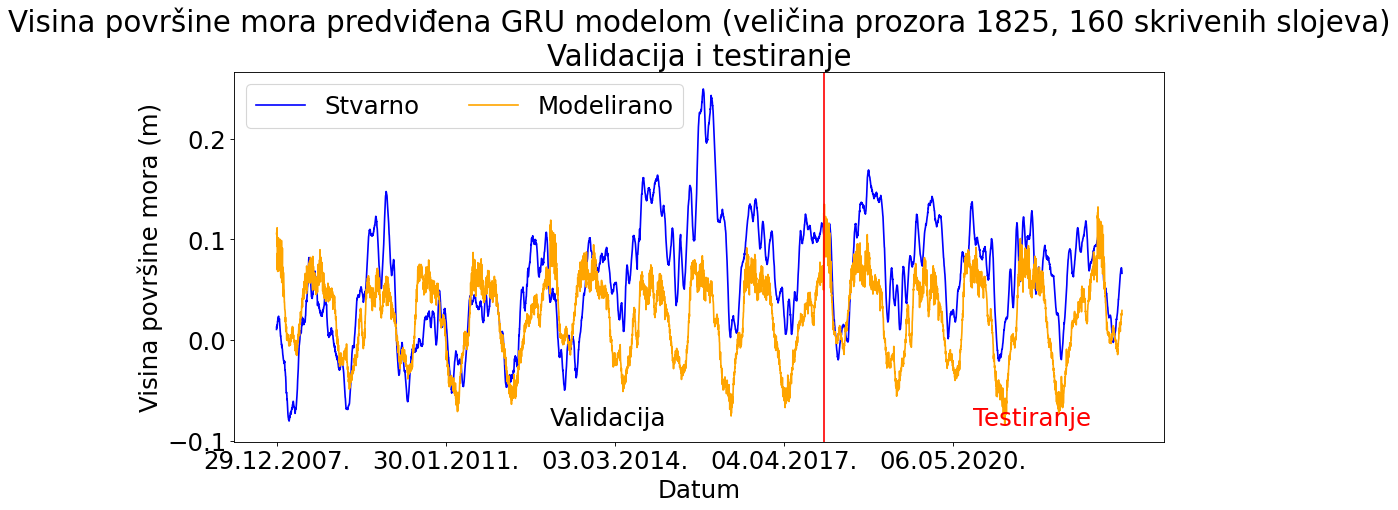 Visina površine mora predviđena GRU modelom (veličina prozora 1825, 160 skrivenih slojeva)
Validacija i testiranje
Stvarno
Modelirano
Visina površine mora (m)
0.2
0.1
0.0
−0.1
Validacija
Testiranje
29.12.2007.
30.01.2011.
03.03.2014.
04.04.2017.
06.05.2020.
Datum